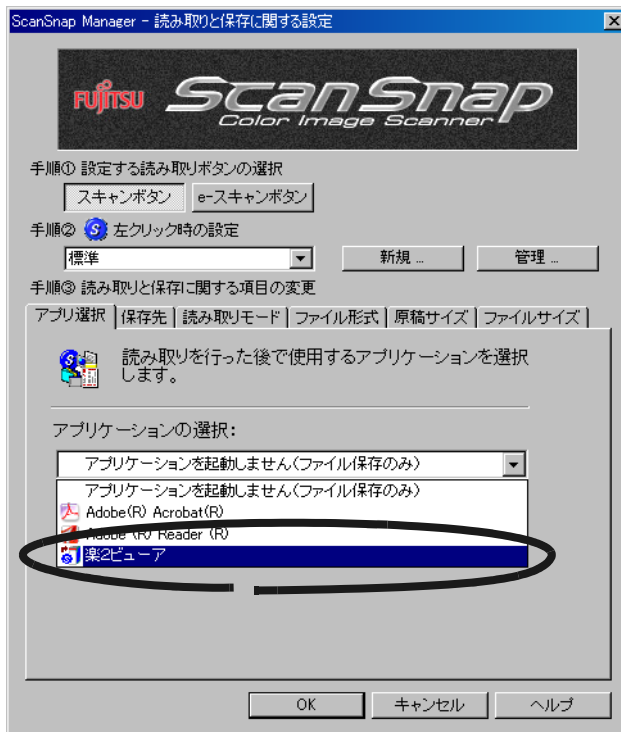 ScanSnap Manager - 読み取りと保存に関する設定
FUJITSU ScanSnap
Color Image Scanner
手順① 設定する読み取りボタンの選択
スキャンボタン e-スキャンボタン
手順② S 左クリック時の設定
標準 新規 ... 管理 ...
手順③ 読み取りと保存に関する項目の変更
アプリ選択 保存先 読み取りモード ファイル形式 原稿サイズ ファイルサイズ
読み取りを行った後で使用するアプリケーションを選択
します。
アプリケーションの選択:
アプリケーションを起動しません(ファイル保存のみ)
アプリケーションを起動しません(ファイル保存のみ)
Adobe(R) Acrobat(R)
Adobe (R) Reader (R)
楽2ビューア
OK キャンセル ヘルプ